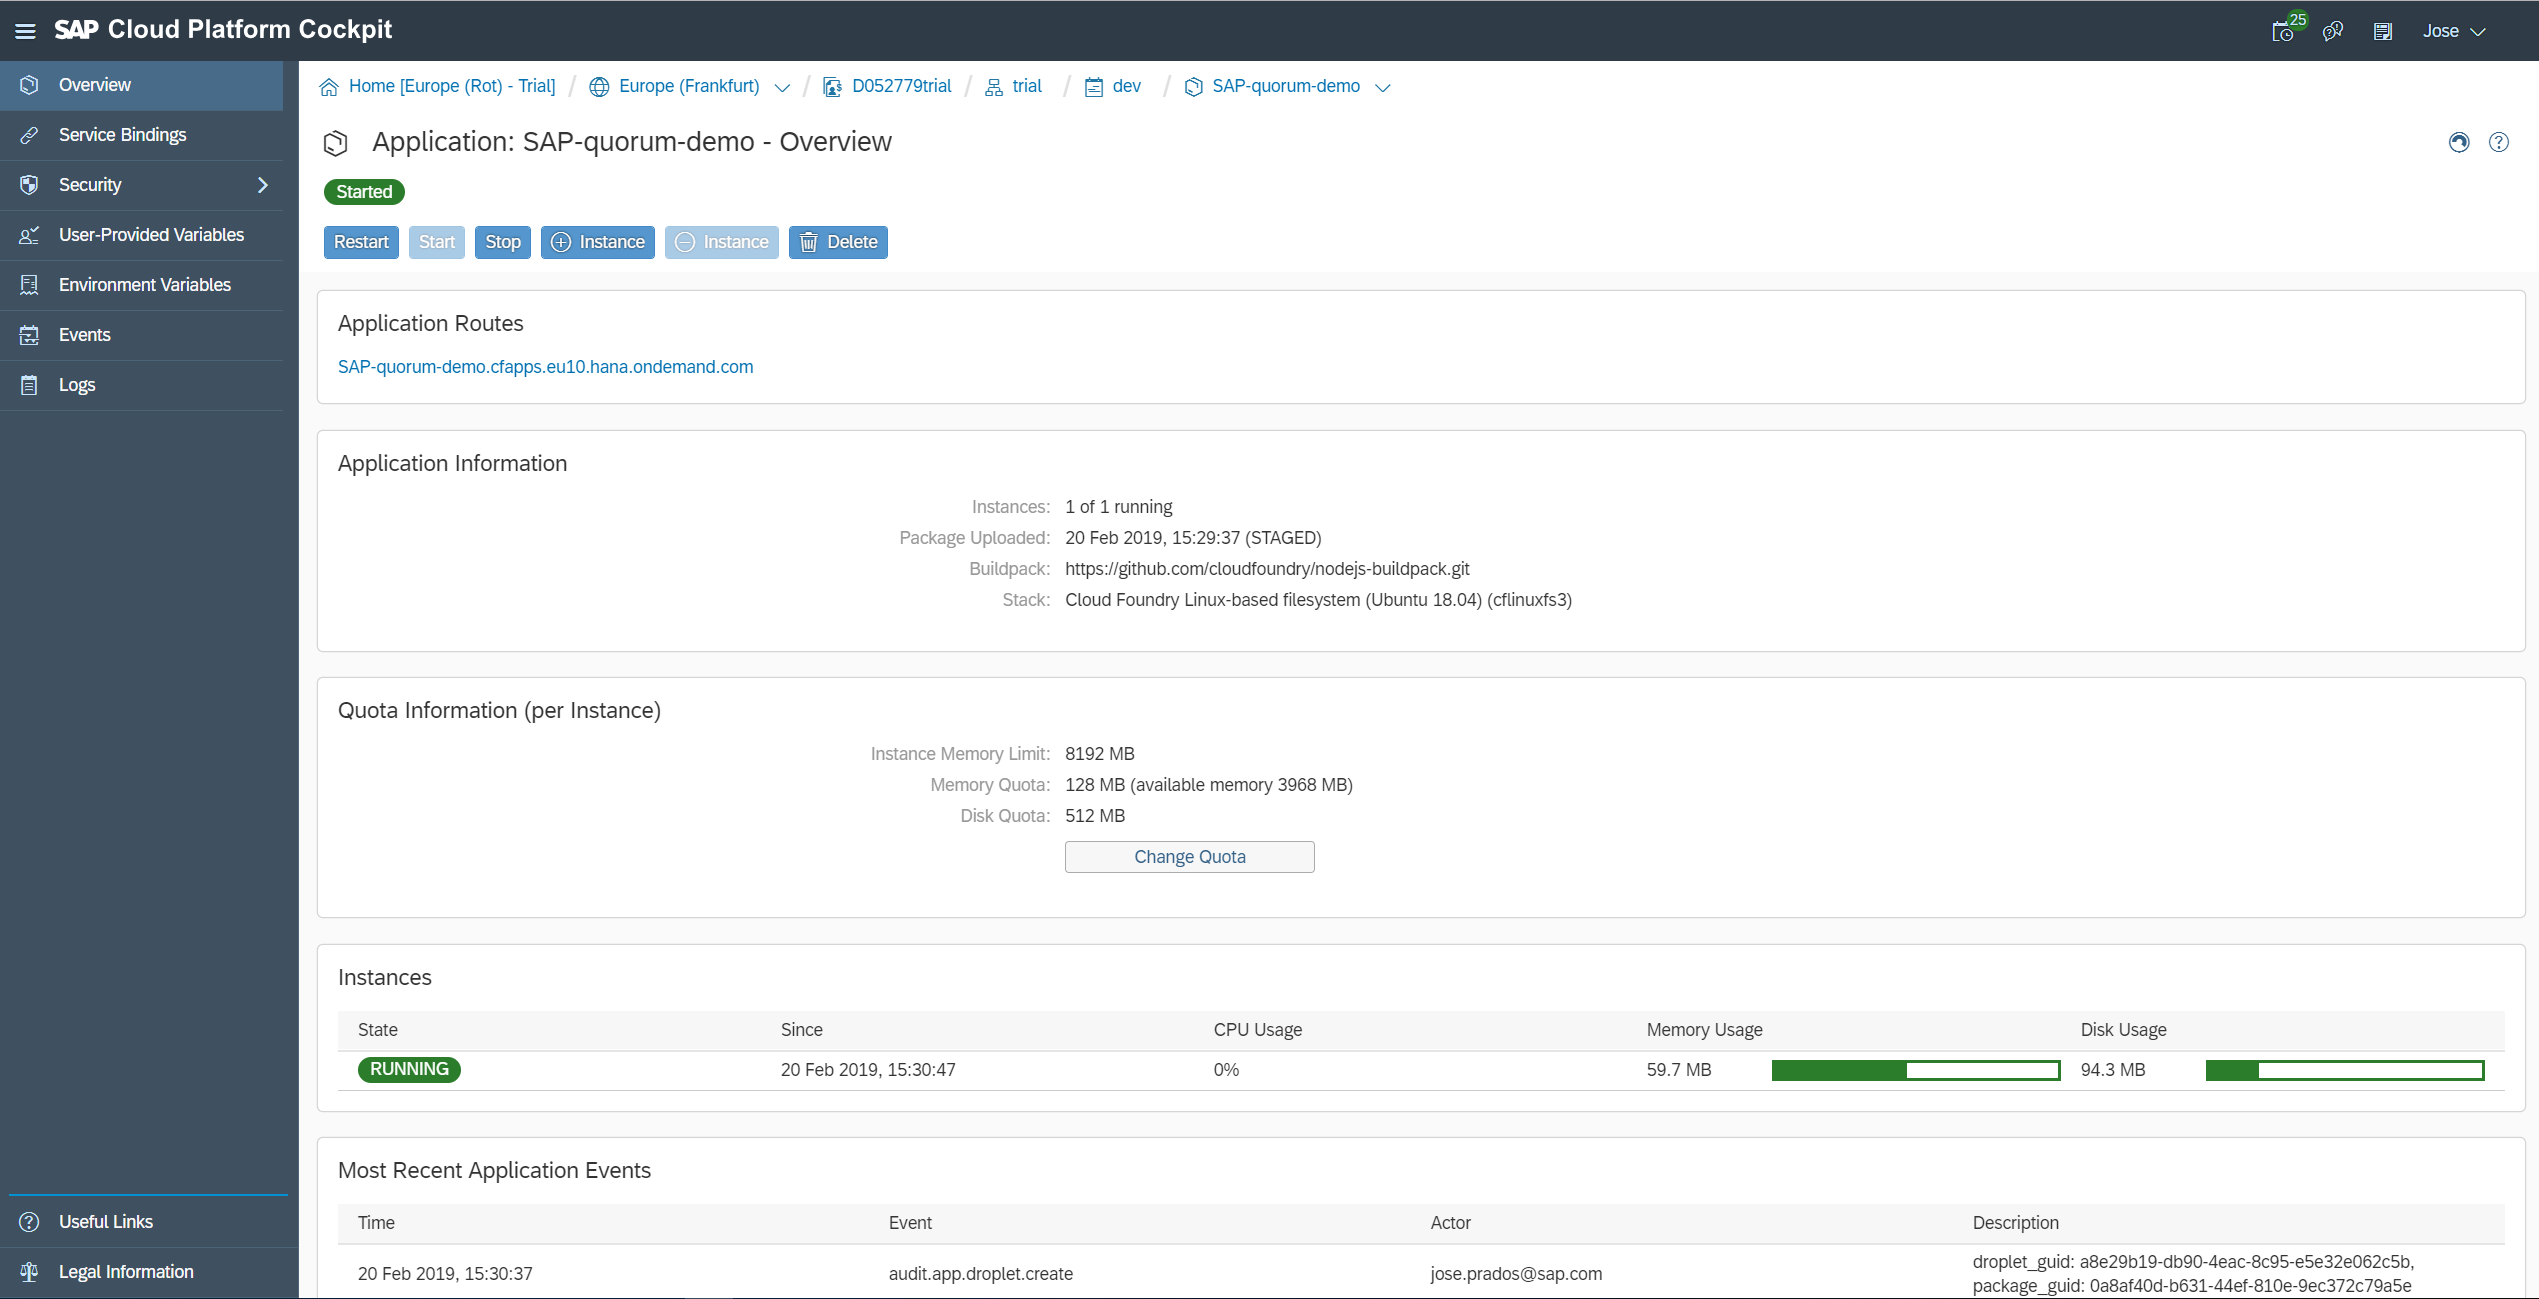 SAP Cloud Platform Cockpit
25
Jose
Overview
Service Bindings
Security
User-Provided Variables
Environment Variables
Events
Logs
Useful Links
Legal Information
Home [Europe (Rot) - Trial] / Europe (Frankfurt) / D052779trial / trial / dev / SAP-quorum-demo
Application: SAP-quorum-demo - Overview
Started
Restart Start Stop Instance Instance Delete
Application Routes
SAP-quorum-demo.cfapps.eu10.hana.ondemand.com
Application Information
Instances: 1 of 1 running
Package Uploaded: 20 Feb 2019, 15:29:37 (STAGED)
Buildpack: https://github.com/cloudfoundry/nodejs-buildpack.git
Stack: Cloud Foundry Linux-based filesystem (Ubuntu 18.04) (cflinuxfs3)
Quota Information (per Instance)
Instance Memory Limit: 8192 MB
Memory Quota: 128 MB (available memory 3968 MB)
Disk Quota: 512 MB
Change Quota
Instances
State Since CPU Usage Memory Usage Disk Usage
RUNNING 20 Feb 2019, 15:30:47 0% 59.7 MB 94.3 MB
Most Recent Application Events
Time Event Actor Description
20 Feb 2019, 15:30:37 audit.app.droplet.create jose.prados@sap.com droplet_guid: a8e29b19-db90-4eac-8c95-e5e32e062c5b,
package_guid: 0a8af40d-b631-44ef-810e-9ec372c79a5e